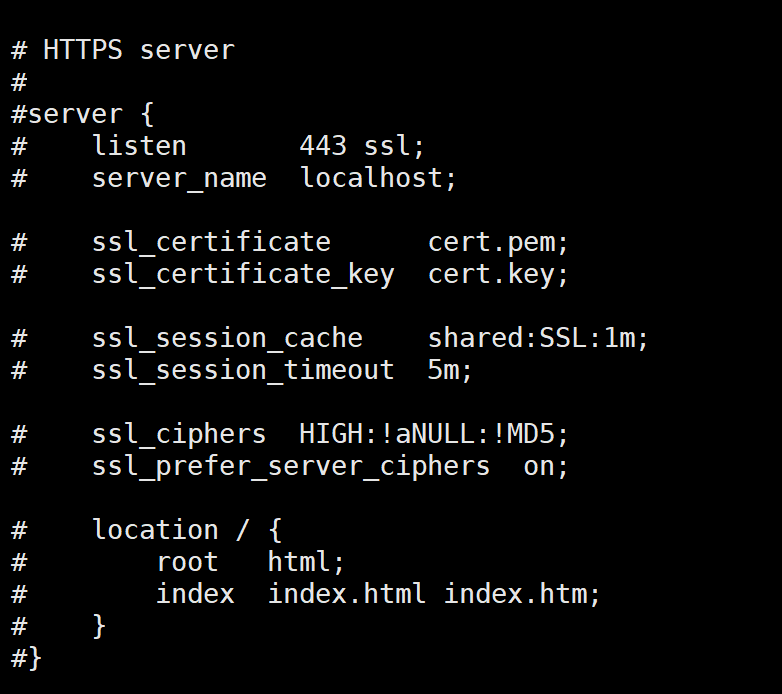 # HTTPS server
#
#server {
#    listen       443 ssl;
#    server_name  localhost;

#    ssl_certificate      cert.pem;
#    ssl_certificate_key  cert.key;

#    ssl_session_cache    shared:SSL:1m;
#    ssl_session_timeout  5m;

#    ssl_ciphers  HIGH:!aNULL:!MD5;
#    ssl_prefer_server_ciphers  on;

#    location / {
#        root   html;
#        index  index.html index.htm;
#    }
#}